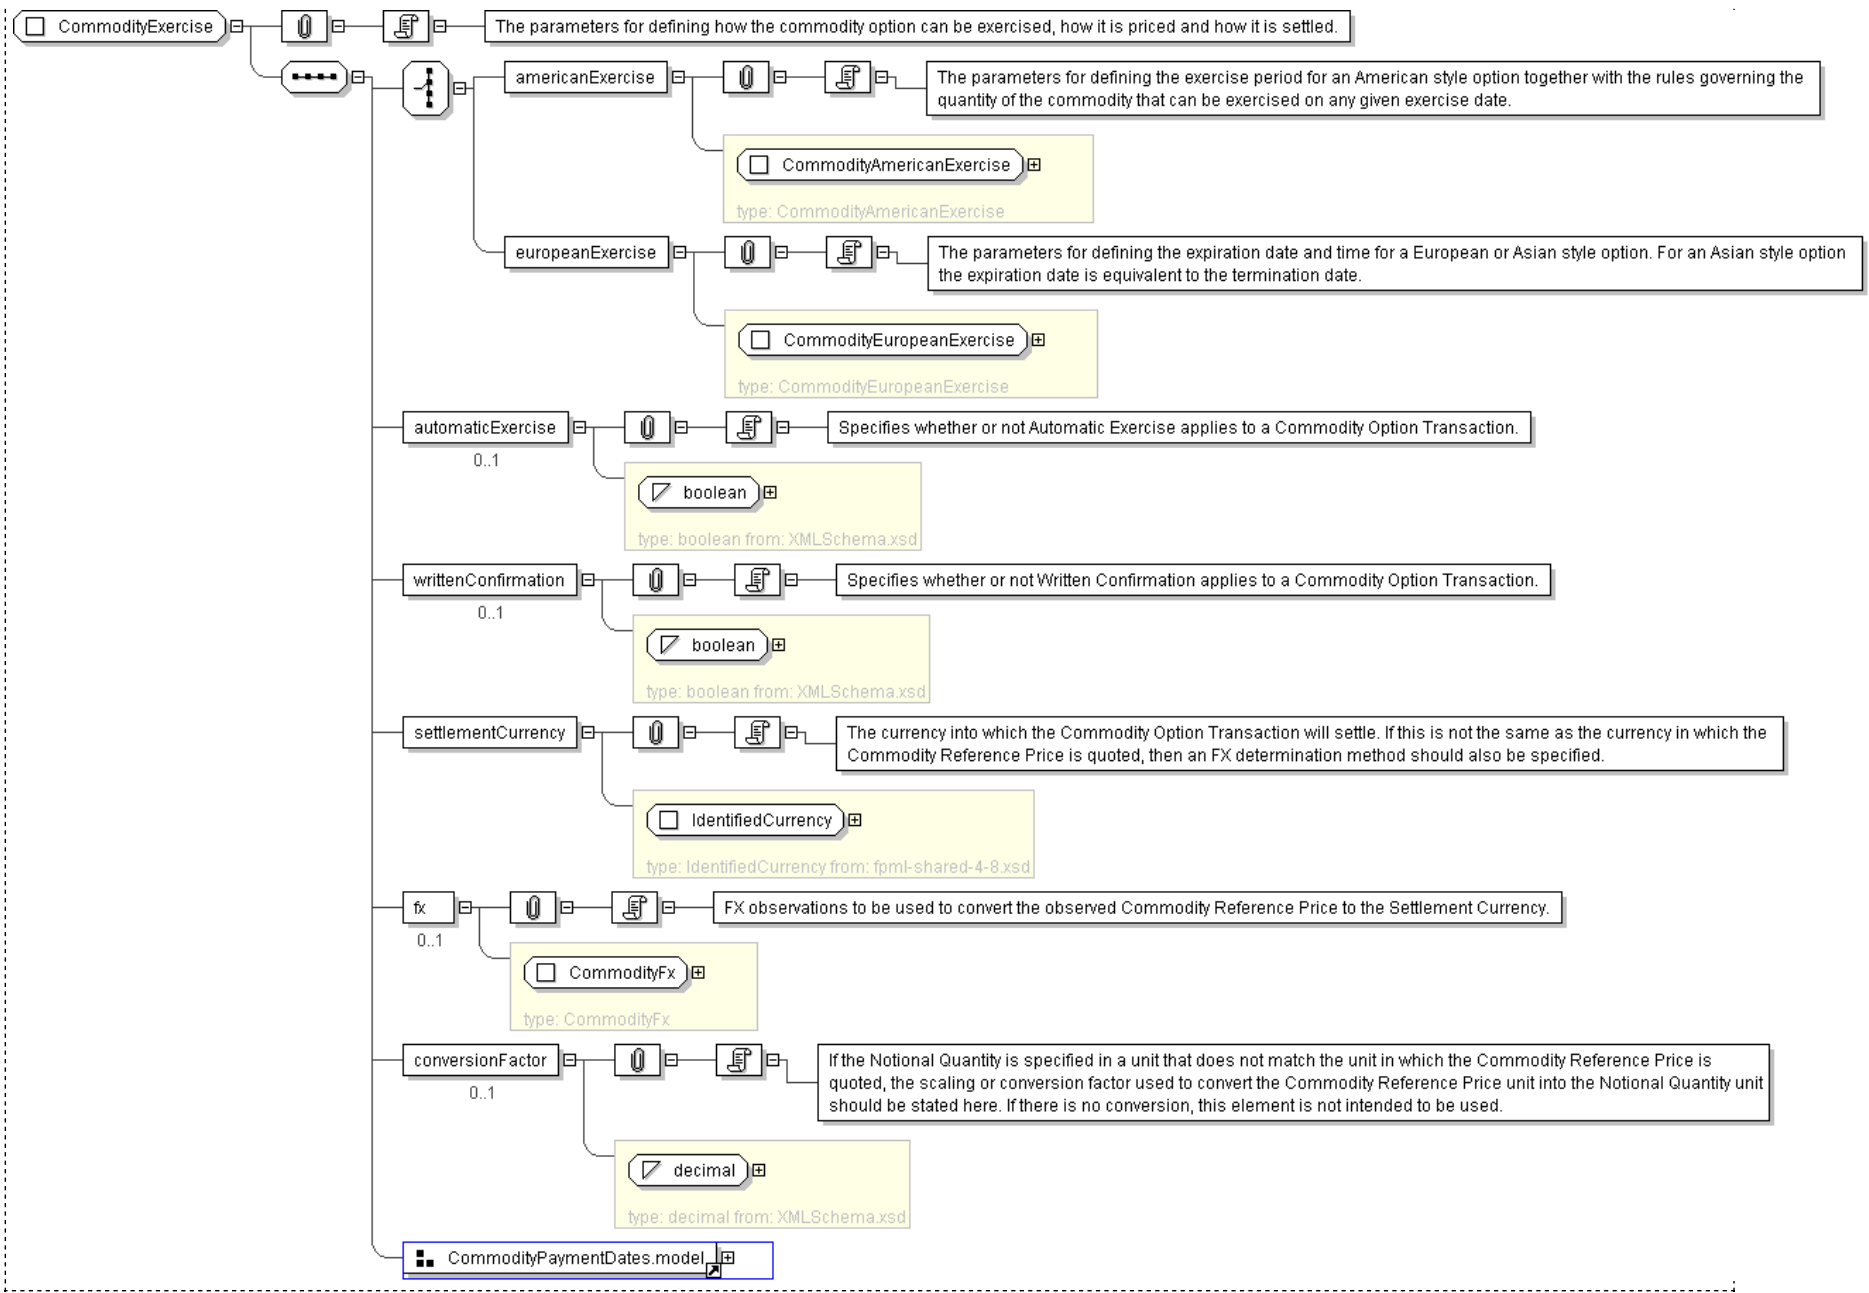 CommodityExercise
The parameters for defining how the commodity option can be exercised, how it is priced and how it is settled.
americanExercise
The parameters for defining the exercise period for an American style option together with the rules governing the
quantity of the commodity that can be exercised on any given exercise date.
CommodityAmericanExercise
type: CommodityAmericanExercise
europeanExercise
The parameters for defining the expiration date and time for a European or Asian style option. For an Asian style option
the expiration date is equivalent to the termination date.
CommodityEuropeanExercise
type: CommodityEuropeanExercise
automaticExercise
Specifies whether or not Automatic Exercise applies to a Commodity Option Transaction.
0..1
boolean
type: boolean from: XMLSchema.xsd
writtenConfirmation
Specifies whether or not Written Confirmation applies to a Commodity Option Transaction.
0..1
boolean
type: boolean from: XMLSchema.xsd
settlementCurrency
The currency into which the Commodity Option Transaction will settle. If this is not the same as the currency in which the
Commodity Reference Price is quoted, then an FX determination method should also be specified.
IdentifiedCurrency
type: IdentifiedCurrency from: fpml-shared-4-8.xsd
fx
FX observations to be used to convert the observed Commodity Reference Price to the Settlement Currency.
0..1
CommodityFx
type: CommodityFx
conversionFactor
If the Notional Quantity is specified in a unit that does not match the unit in which the Commodity Reference Price is
quoted, the scaling or conversion factor used to convert the Commodity Reference Price unit into the Notional Quantity unit
should be stated here. If there is no conversion, this element is not intended to be used.
0..1
decimal
type: decimal from: XMLSchema.xsd
CommodityPaymentDates.model